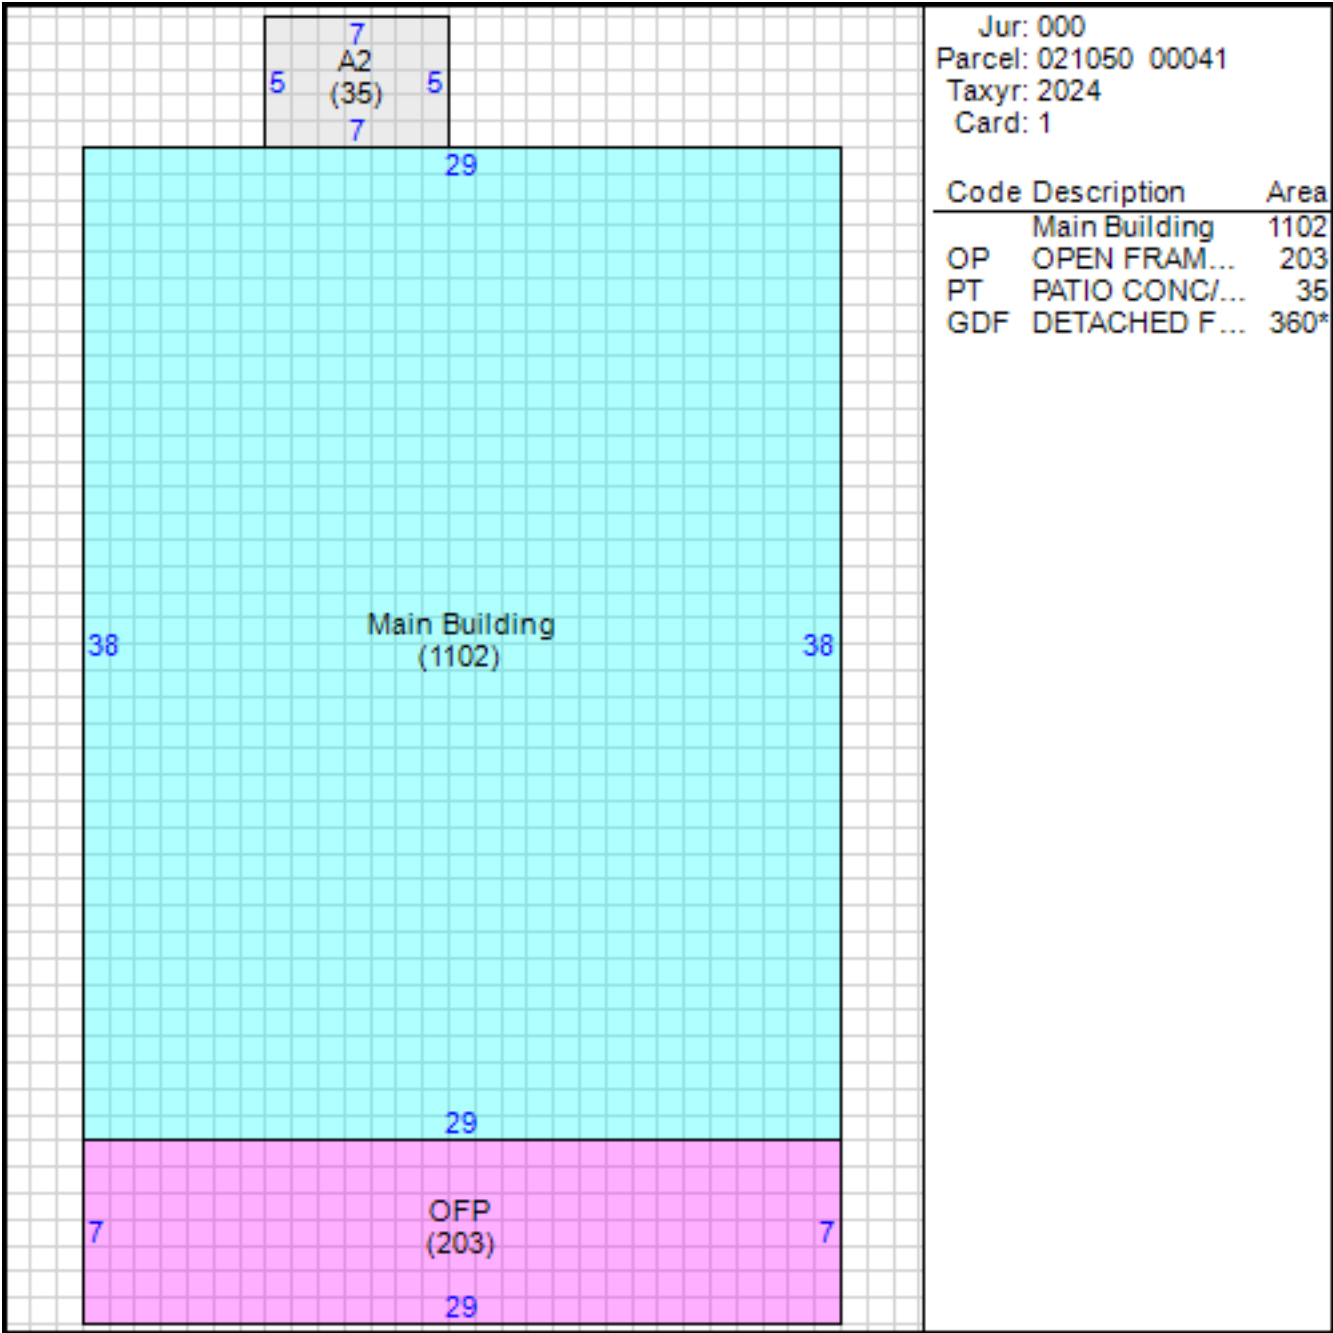 7
A2
5 (35) 5
7
29
Main Building
38 (1102) 38
29
OFP
7 (203) 7
29
Jur: 000
Parcel: 021050 00041
Taxyr: 2024
Card: 1
Code Description Area
Main Building 1102
OP OPEN FRAM... 203
PT PATIO CONC/... 35
GDF DETACHED F... 360*